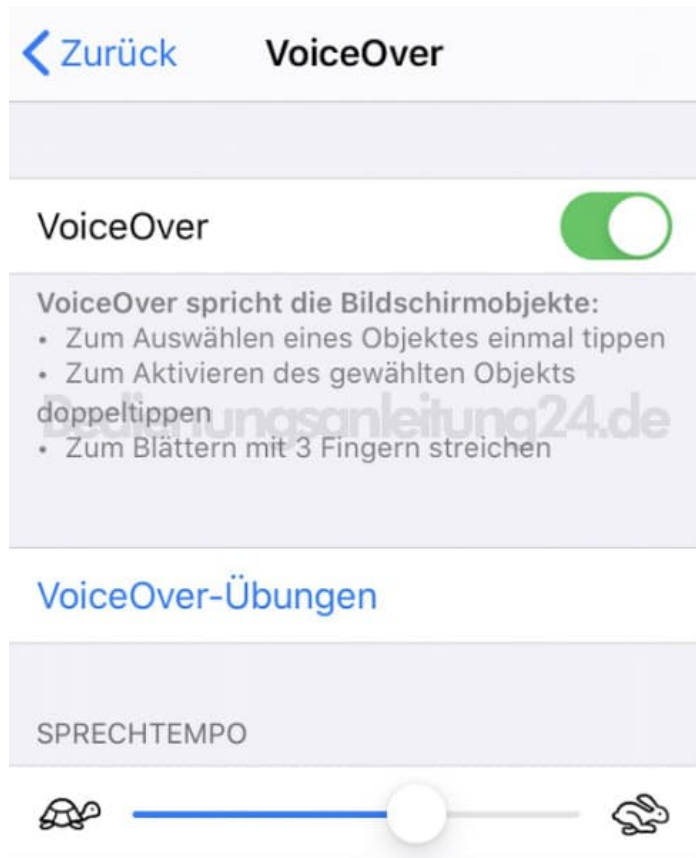 Zurück VoiceOver
VoiceOver
VoiceOver spricht die Bildschirmobjekte:
• Zum Auswählen eines Objektes einmal tippen
• Zum Aktivieren des gewählten Objekts
doppeltippen
Bedienungsanleitung24.de
• Zum Blättern mit 3 Fingern streichen
VoiceOver-Übungen
SPRECHTEMPO